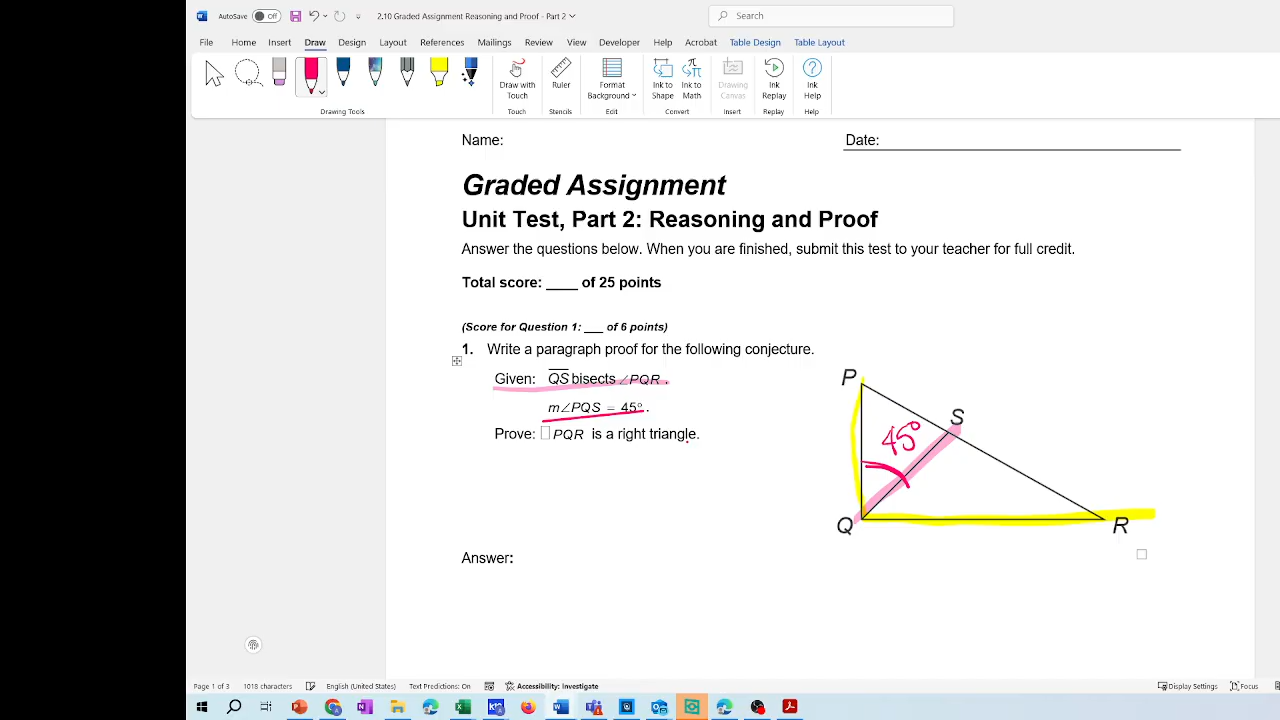 AutoSave Off 2.10 Graded Assignment Reasoning and Proof - Part 2 Search
File Home Insert Draw Design Layout References Mailings Review View Developer Help Acrobat Table Design Table Layout
Draw with Touch Ruler Format Background Ink to Shape Ink to Math Drawing Canvas Ink Replay Ink Help
Drawing Tools Touch Stencils Edit Convert Insert Replay Help
Name: Date:
Graded Assignment
Unit Test, Part 2: Reasoning and Proof
Answer the questions below. When you are finished, submit this test to your teacher for full credit.
Total score: ____ of 25 points
(Score for Question 1: ___ of 6 points)
1. Write a paragraph proof for the following conjecture.
Given: QS bisects ∠PQR.
m∠PQS = 45°.
Prove: □PQR is a right triangle.
P
S
45°
Q
R
Answer:
Page 1 of 3 1018 characters English (United States) Text Predictions: On Accessibility: Investigate Display Settings Focus